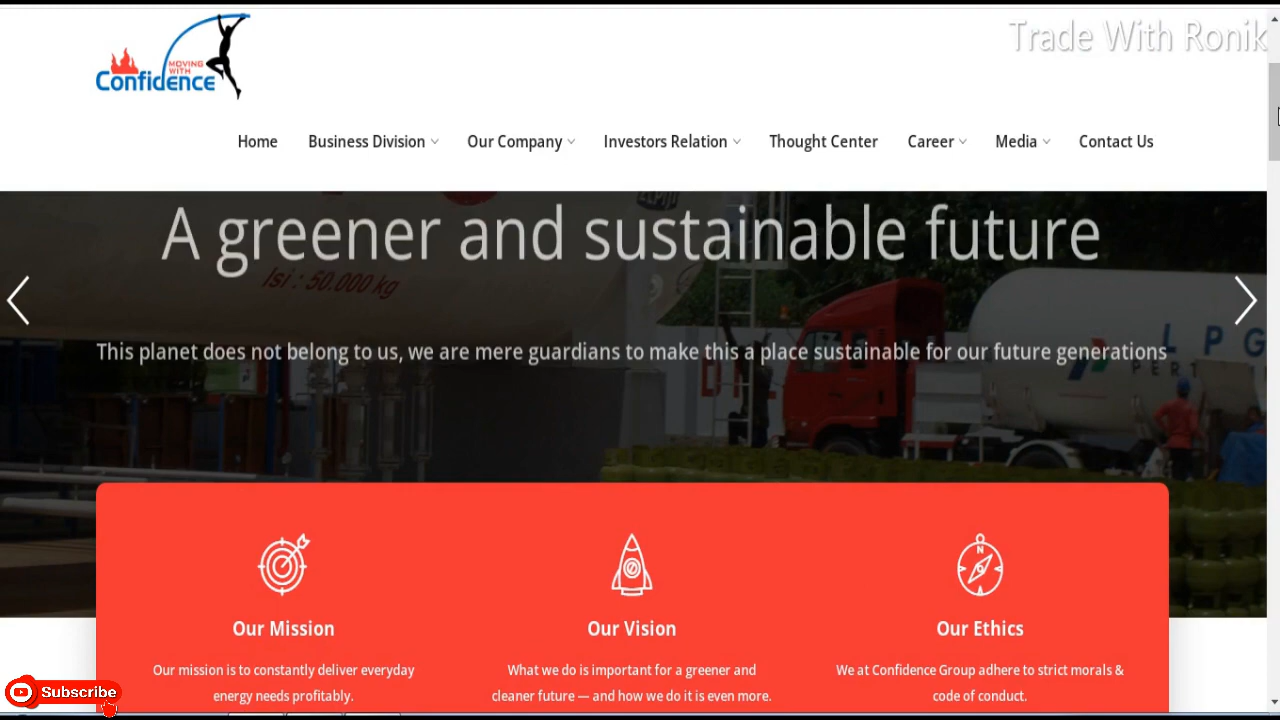 Trade With Ronik
MOVING
WITH
Confidence
Home Business Division Our Company Investors Relation Thought Center Career Media Contact Us
A greener and sustainable future
Isi : 50.000 kg
This planet does not belong to us, we are mere guardians to make this a place sustainable for our future generations
LPG
N
Our Mission
Our mission is to constantly deliver everyday
energy needs profitably.
Our Vision
What we do is important for a greener and
cleaner future — and how we do it is even more.
Our Ethics
We at Confidence Group adhere to strict morals &
code of conduct.
Subscribe